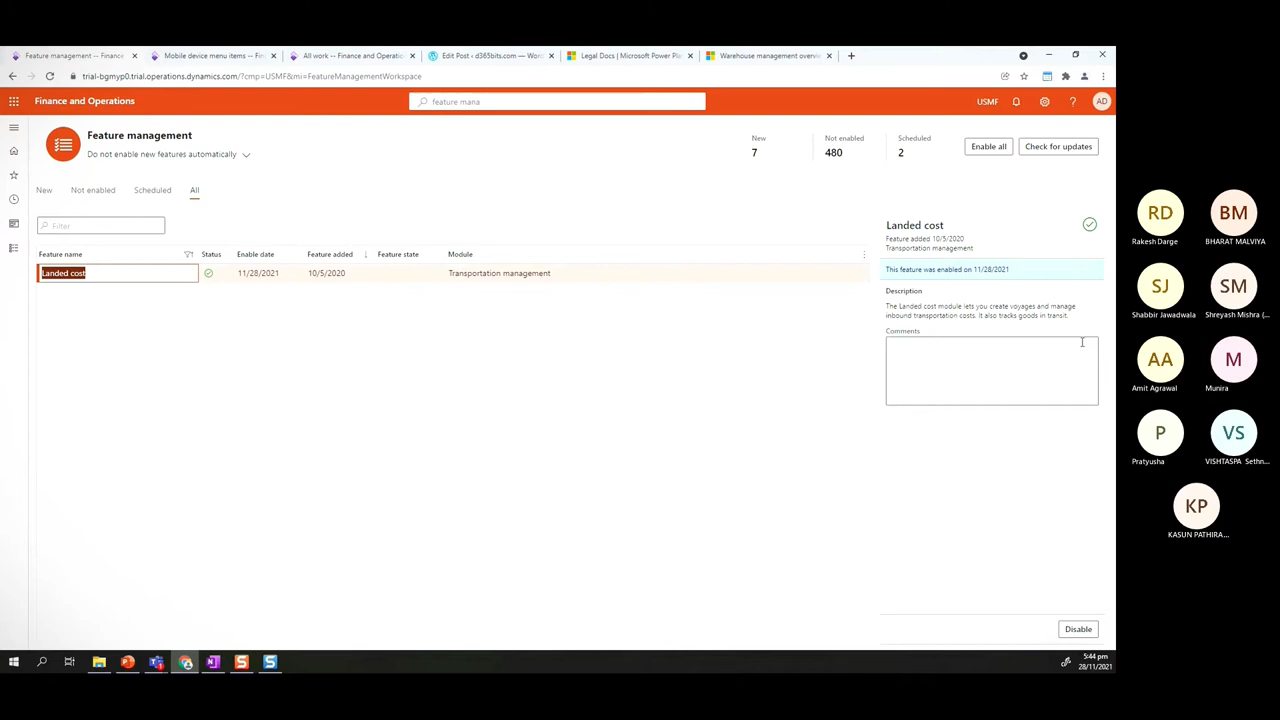 Feature management -- Finance
Mobile device menu items -- Fin
All work -- Finance and Operatio
Edit Post ‹ d365bits.com — Word
Legal Docs | Microsoft Power Pla
Warehouse management overvie
trial-bgmyp0.trial.operations.dynamics.com/?cmp=USMF&mi=FeatureManagementWorkspace
Finance and Operations
feature mana
USMF
AD
Feature management
Do not enable new features automatically
New
7
Not enabled
480
Scheduled
2
Enable all
Check for updates
New
Not enabled
Scheduled
All
Filter
Feature name
Status
Enable date
Feature added
Feature state
Module
Landed cost
11/28/2021
10/5/2020
Transportation management
Landed cost
Feature added 10/5/2020
Transportation management
This feature was enabled on 11/28/2021
Description
The Landed cost module lets you create voyages and manage
inbound transportation costs. It also tracks goods in transit.
Comments
Disable
5:44 pm
28/11/2021
RD
Rakesh Darge
BM
BHARAT MALVIYA
SJ
Shabbir Jawadwala
SM
Shreyash Mishra (...
AA
Amit Agrawal
M
Munira
P
Pratyusha
VS
VISHTASPA Sethn...
KP
KASUN PATHIRA...